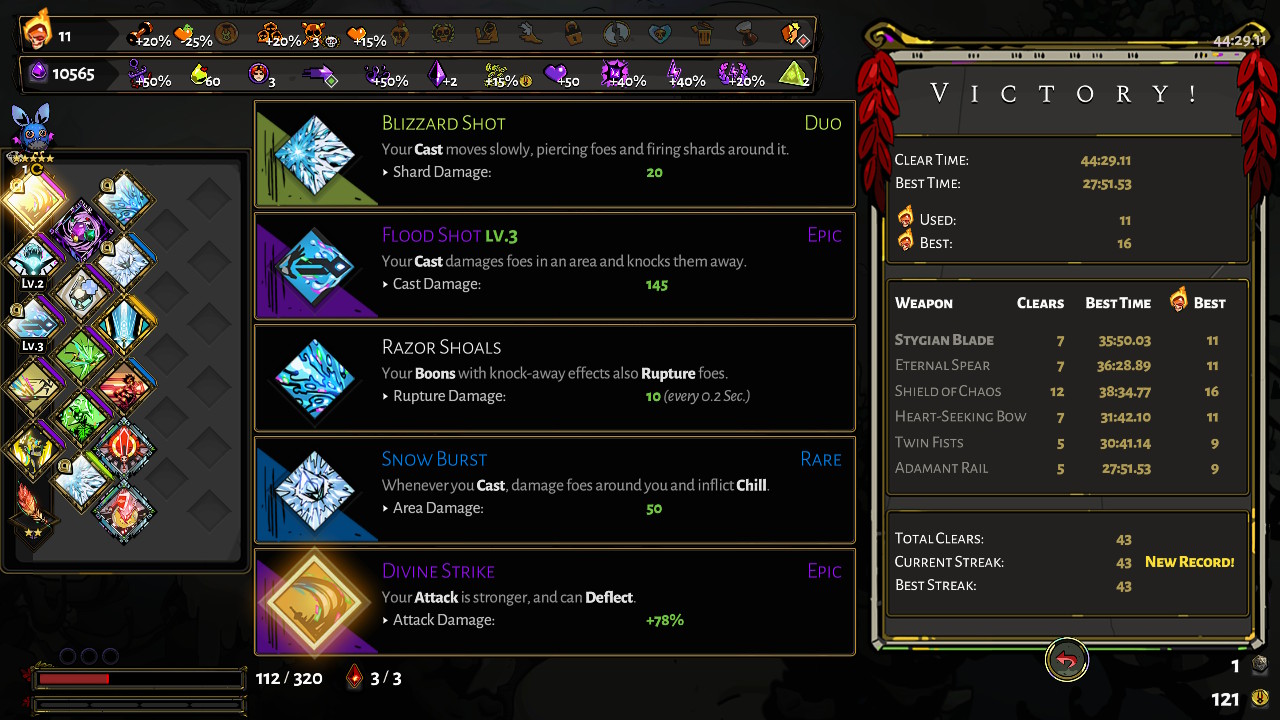 11
+20%
25%
+20%
3
+15%
10565
+50%
60
3
+50%
+2
+15%
+50
+40%
+40%
+20%
2
Lv.2
Lv.3
Blizzard Shot
Duo
Your Cast moves slowly, piercing foes and firing shards around it.
Shard Damage: 20
Flood Shot Lv.3
Epic
Your Cast damages foes in an area and knocks them away.
Cast Damage: 145
Razor Shoals
Your Boons with knock-away effects also Rupture foes.
Rupture Damage: 10 (every 0.2 Sec.)
Snow Burst
Rare
Whenever you Cast, damage foes around you and inflict Chill.
Area Damage: 50
Divine Strike
Epic
Your Attack is stronger, and can Deflect.
Attack Damage: +78%
112 / 320
3 / 3
44:29.11
Victory!
Clear Time: 44:29.11
Best Time: 27:51.53
Used: 11
Best: 16
Weapon Clears Best Time Best
Stygian Blade 7 35:50.03 11
Eternal Spear 7 36:28.89 11
Shield of Chaos 12 38:34.77 16
Heart-Seeking Bow 7 31:42.10 11
Twin Fists 5 30:41.14 9
Adamant Rail 5 27:51.53 9
Total Clears: 43
Current Streak: 43 New Record!
Best Streak: 43
1
121